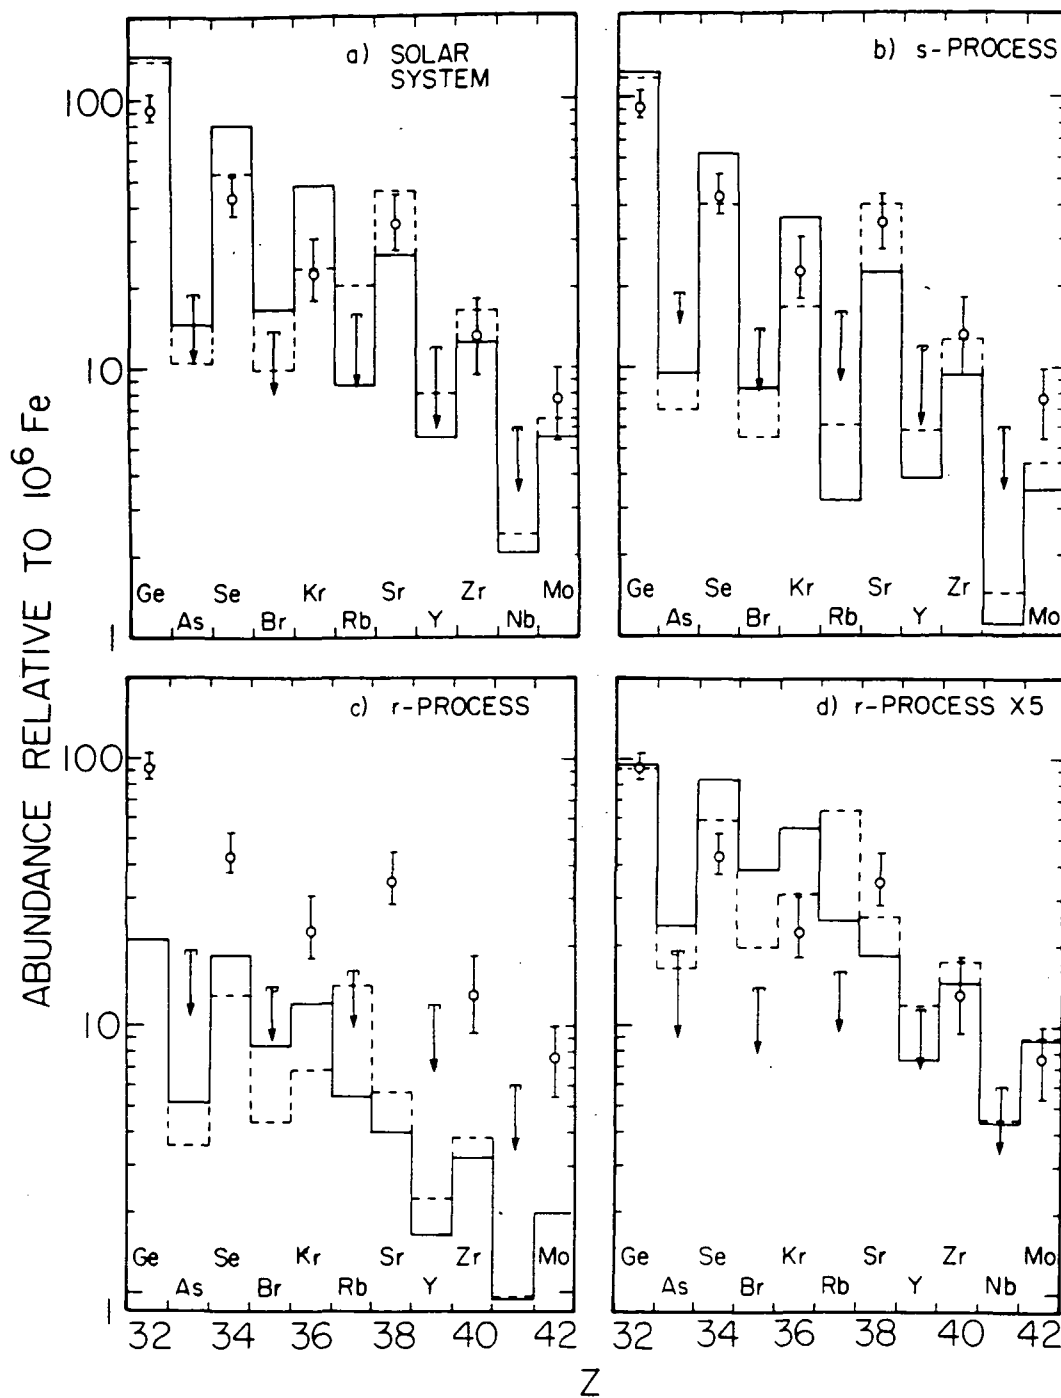 ABUNDANCE RELATIVE TO 10⁶ Fe
a) SOLAR
SYSTEM
100
10
1
Ge As Se Br Kr Rb Sr Y Zr Nb Mo
b) s-PROCESS
Ge As Se Br Kr Rb Sr Y Zr Mo
c) r-PROCESS
100
10
1
Ge As Se Br Kr Rb Sr Y Zr Mo
32 34 36 38 40 42
d) r-PROCESS X5
Ge As Se Br Kr Rb Sr Y Zr Nb Mo
32 34 36 38 40 42
Z